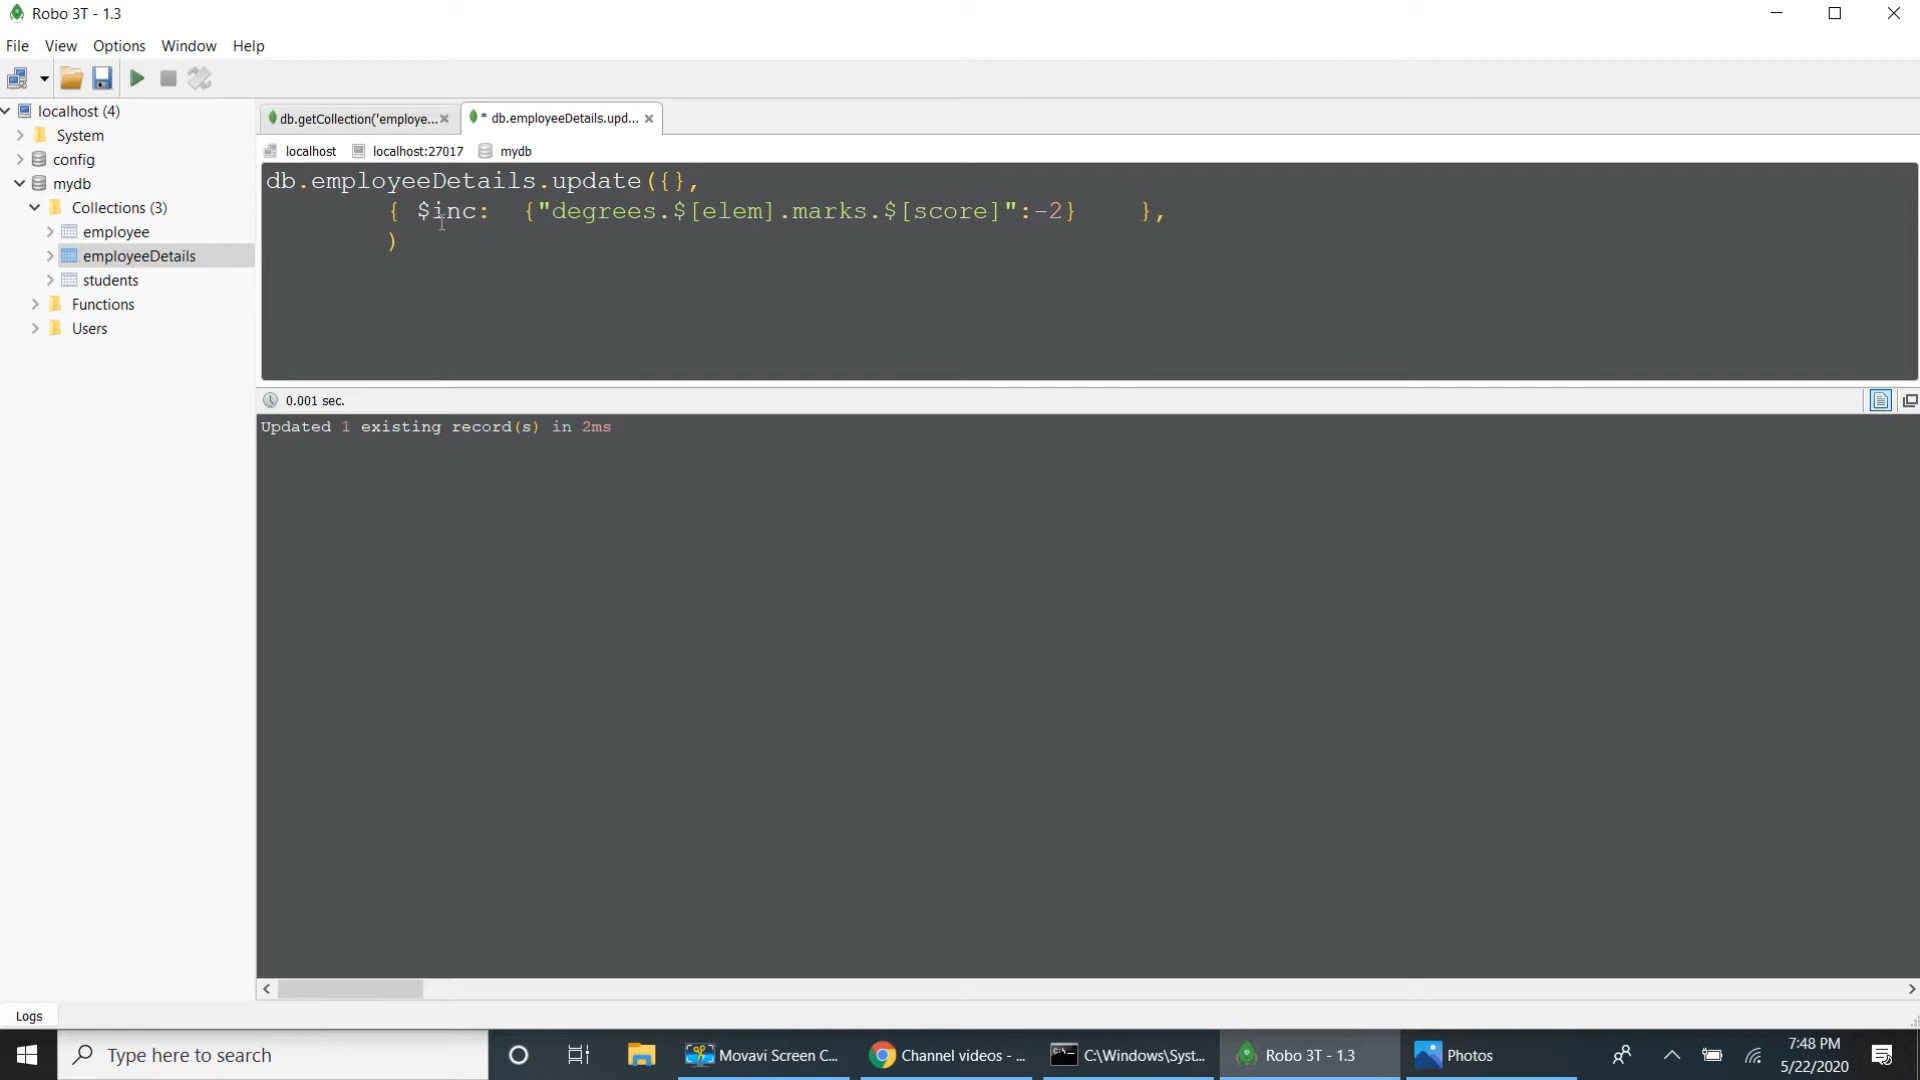 Robo 3T - 1.3
File View Options Window Help
localhost (4)
System
config
mydb
Collections (3)
employee
employeeDetails
students
Functions
Users
db.getCollection('employe...
* db.employeeDetails.upd...
localhost localhost:27017 mydb
db.employeeDetails.update({},
{ $inc: {"degrees.$[elem].marks.$[score]":-2} },
)
0.001 sec.
Updated 1 existing record(s) in 2ms
Logs
Type here to search
Movavi Screen C...
Channel videos - ...
C:\Windows\Syst...
Robo 3T - 1.3
Photos
7:48 PM
5/22/2020